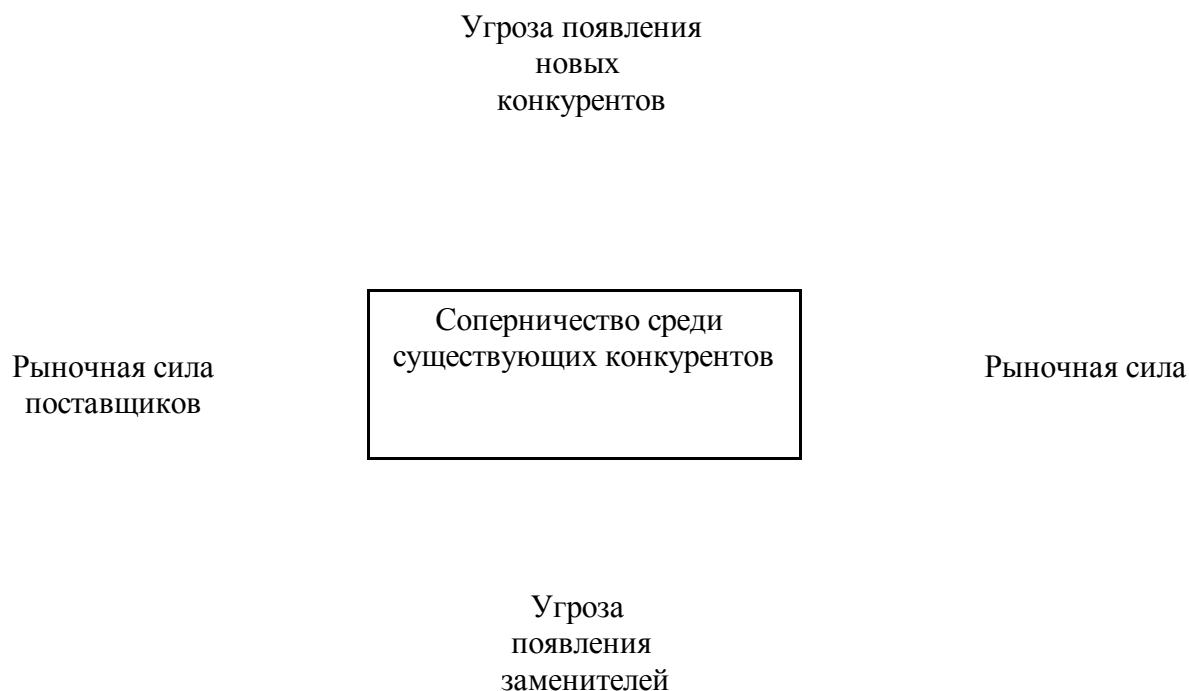 Угроза появления
новых
конкурентов
Соперничество среди
существующих конкурентов
Рыночная сила
поставщиков
Рыночная сила
Угроза
появления
заменителей